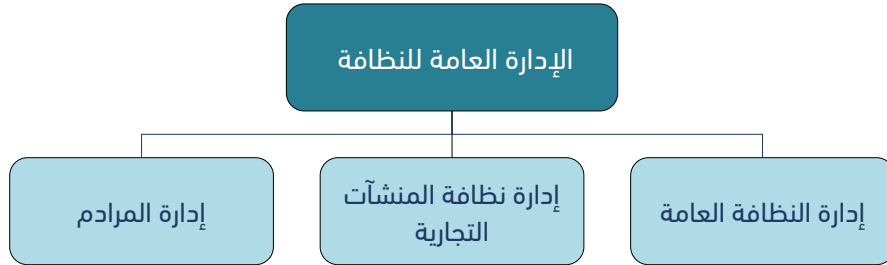 الإدارة العامة للنظافة
إدارة النظافة العامة
إدارة نظافة المنشآت
التجارية
إدارة المرادم